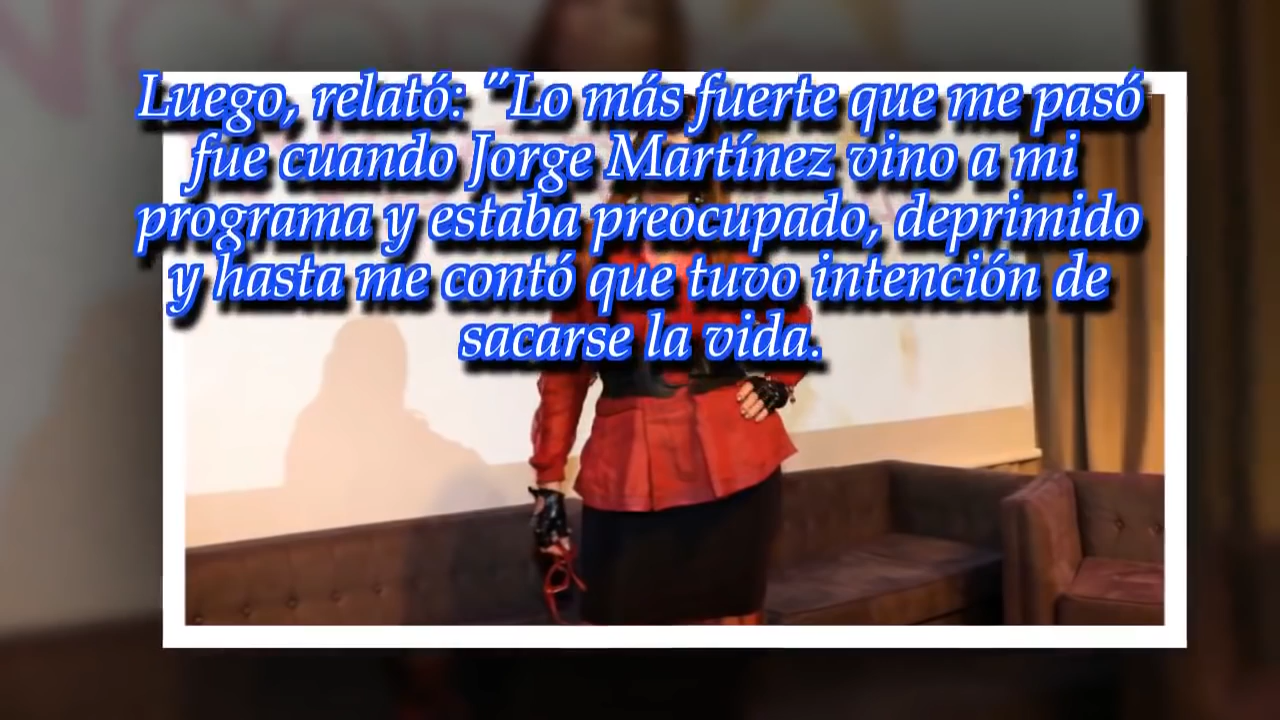 Luego, relató: "Lo más fuerte que me pasó
fue cuando Jorge Martínez vino a mi
programa y estaba preocupado, deprimido
y hasta me contó que tuvo intención de
sacarse la vida.